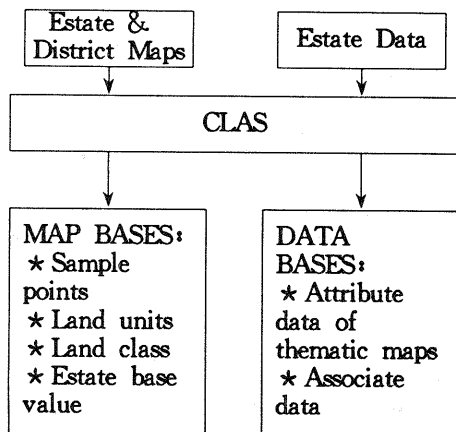 Estate &
District Maps
Estate Data
CLAS
MAP BASES:
★ Sample
points
★ Land units
★ Land class
★ Estate base
value
DATA
BASES:
★ Attribute
data of
thematic maps
★ Associate
data